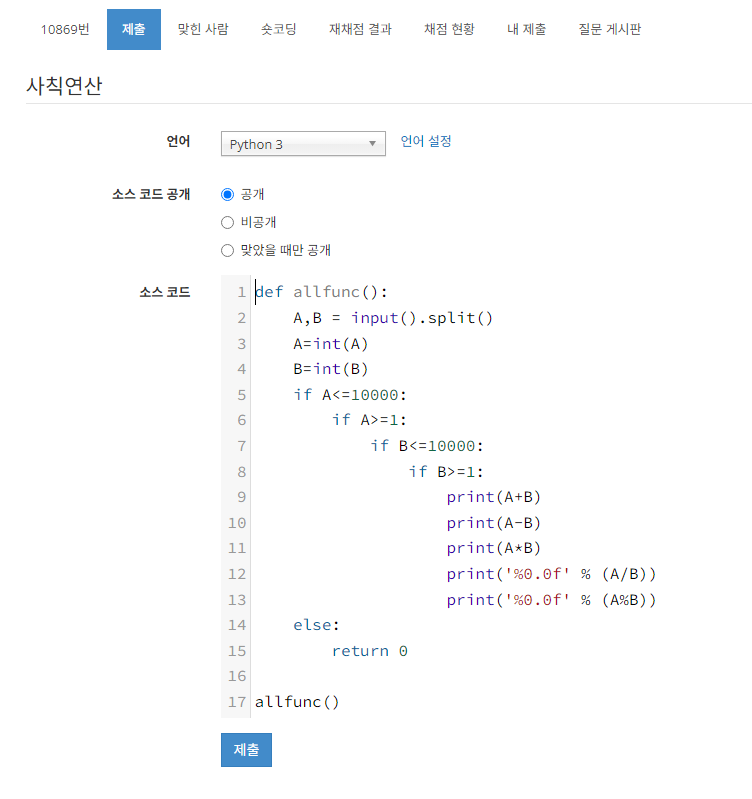 10869번 제출 맞힌 사람 숏코딩 재채점 결과 채점 현황 내 제출 질문 게시판
사칙연산
언어 Python 3 언어 설정
소스 코드 공개 공개
비공개
맞았을 때만 공개
소스 코드
1 def allfunc():
2     A,B = input().split()
3     A=int(A)
4     B=int(B)
5     if A<=10000:
6         if A>=1:
7             if B<=10000:
8                 if B>=1:
9                     print(A+B)
10                     print(A-B)
11                     print(A*B)
12                     print('%0.0f' % (A/B))
13                     print('%0.0f' % (A%B))
14     else:
15         return 0
16
17 allfunc()
제출